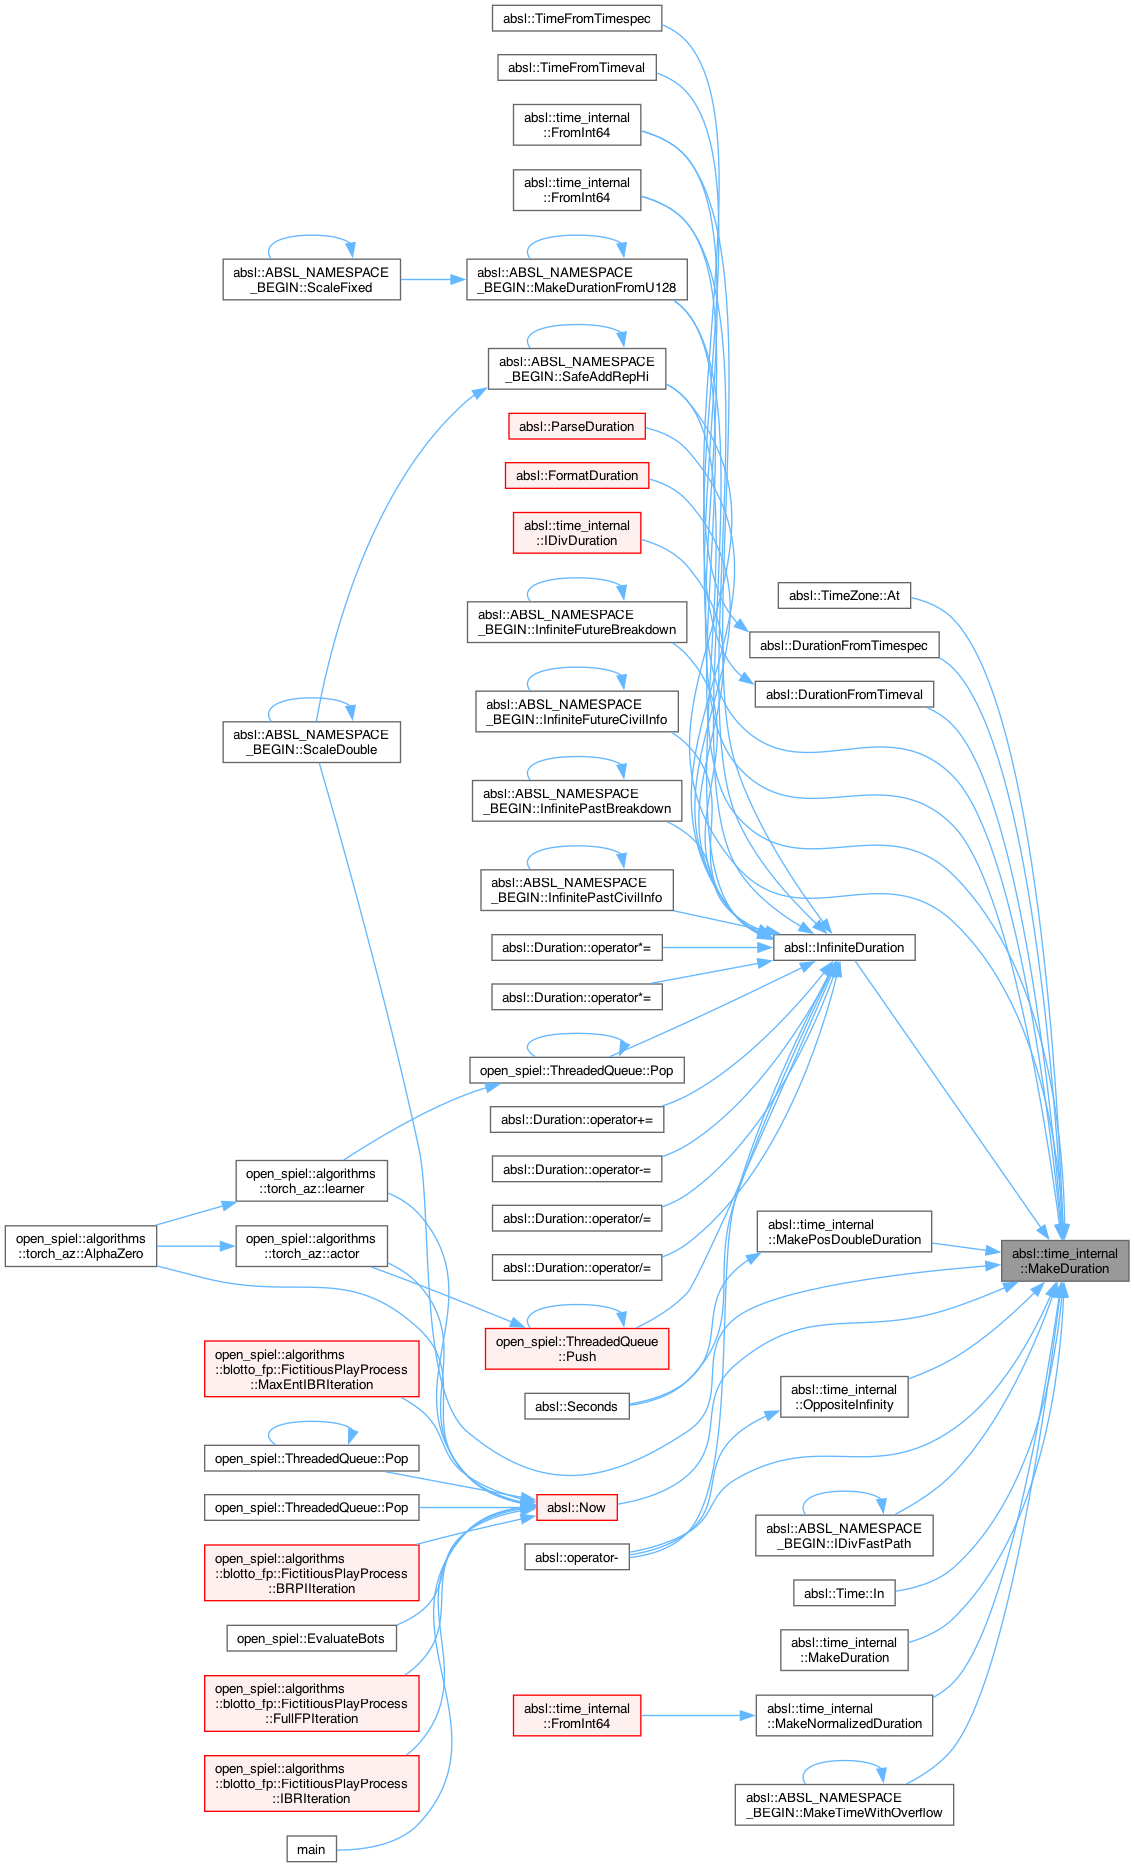 absl::TimeFromTimespec
absl::TimeFromTimeval
absl::time_internal
::FromInt64
absl::time_internal
::FromInt64
absl::ABSL_NAMESPACE
_BEGIN::ScaleFixed
absl::ABSL_NAMESPACE
_BEGIN::MakeDurationFromU128
absl::ABSL_NAMESPACE
_BEGIN::SafeAddRepHi
absl::ParseDuration
absl::FormatDuration
absl::time_internal
::IDivDuration
absl::TimeZone::At
absl::ABSL_NAMESPACE
_BEGIN::InfiniteFutureBreakdown
absl::DurationFromTimespec
absl::DurationFromTimeval
absl::ABSL_NAMESPACE
_BEGIN::InfiniteFutureCivilInfo
absl::ABSL_NAMESPACE
_BEGIN::ScaleDouble
absl::ABSL_NAMESPACE
_BEGIN::InfinitePastBreakdown
absl::ABSL_NAMESPACE
_BEGIN::InfinitePastCivilInfo
absl::Duration::operator*=
absl::InfiniteDuration
absl::Duration::operator*=
open_spiel::ThreadedQueue::Pop
absl::Duration::operator+=
absl::Duration::operator-=
open_spiel::algorithms
::torch_az::learner
absl::Duration::operator/=
open_spiel::algorithms
::torch_az::AlphaZero
open_spiel::algorithms
::torch_az::actor
absl::time_internal
::MakePosDoubleDuration
absl::time_internal
::MakeDuration
absl::Duration::operator/=
open_spiel::ThreadedQueue
::Push
open_spiel::algorithms
::blotto_fp::FictitiousPlayProcess
::MaxEntIBRIteration
absl::Seconds
absl::time_internal
::OppositeInfinity
open_spiel::ThreadedQueue::Pop
open_spiel::ThreadedQueue::Pop
absl::Now
absl::ABSL_NAMESPACE
_BEGIN::IDivFastPath
absl::operator-
open_spiel::algorithms
::blotto_fp::FictitiousPlayProcess
::BRPIIteration
absl::Time::In
open_spiel::EvaluateBots
absl::time_internal
::MakeDuration
open_spiel::algorithms
::blotto_fp::FictitiousPlayProcess
::FullFPIteration
absl::time_internal
::FromInt64
absl::time_internal
::MakeNormalizedDuration
open_spiel::algorithms
::blotto_fp::FictitiousPlayProcess
::IBRIteration
absl::ABSL_NAMESPACE
_BEGIN::MakeTimeWithOverflow
main